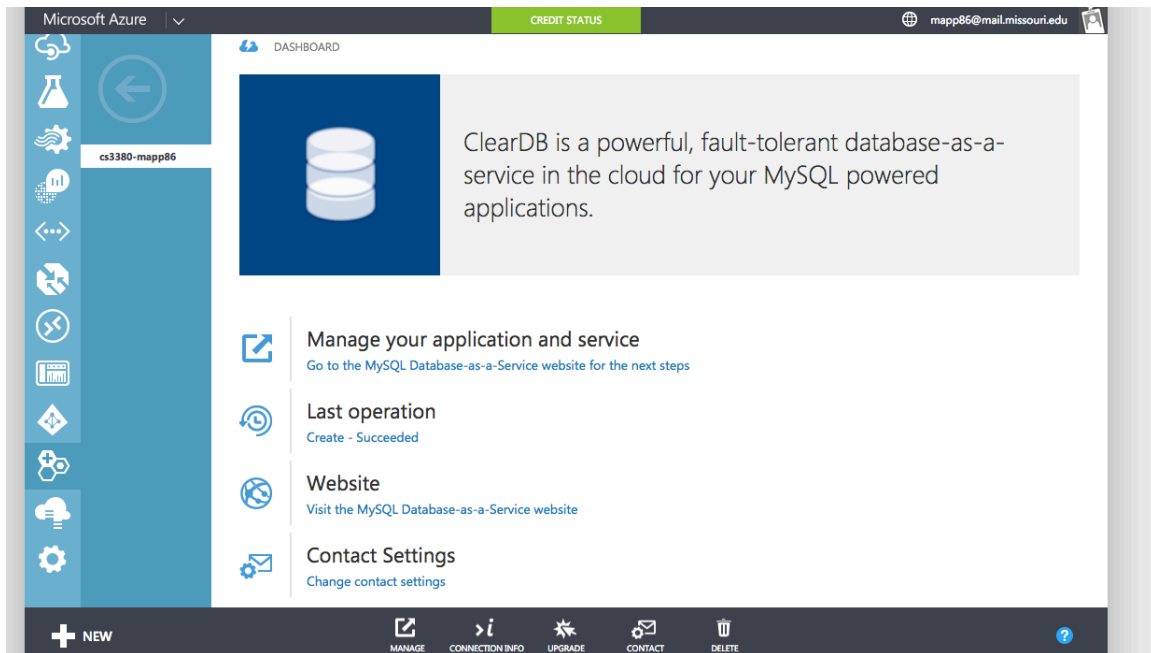 Microsoft Azure
CREDIT STATUS
mapp86@mail.missouri.edu
DASHBOARD
cs3380-mapp86
ClearDB is a powerful, fault-tolerant database-as-a-
service in the cloud for your MySQL powered
applications.
Manage your application and service
Go to the MySQL Database-as-a-Service website for the next steps
Last operation
Create - Succeeded
Website
Visit the MySQL Database-as-a-Service website
Contact Settings
Change contact settings
NEW
MANAGE
CONNECTION INFO
UPGRADE
CONTACT
DELETE
?